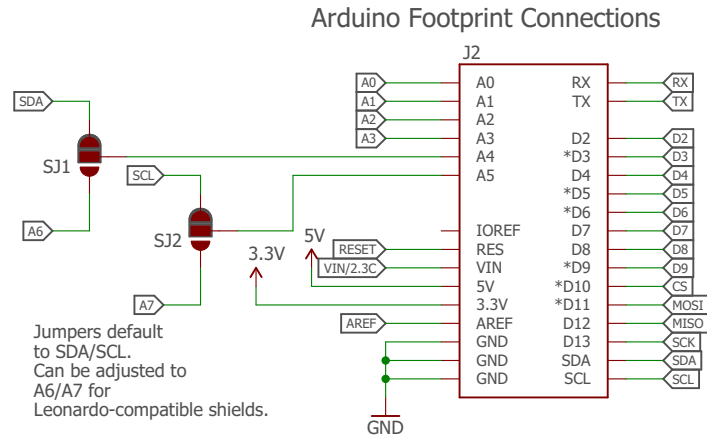 Arduino Footprint Connections
J2
A0 A0 RX RX
A1 A1 TX TX
A2 A2
A3 A3 D2 D2
SDA
A4 *D3 D3
SJ1
SCL A5 D4 D4
*D5 D5
*D6 D6
A6
SJ2
5V
IOREF D7 D7
3.3V
RESET RES D8 D8
VIN/2.3C VIN *D9 D9
5V *D10 CS
A7
3.3V *D11 MOSI
AREF AREF D12 MISO
GND D13 SCK
GND SDA SDA
GND SCL SCL
Jumpers default
to SDA/SCL.
Can be adjusted to
A6/A7 for
Leonardo-compatible shields.
GND